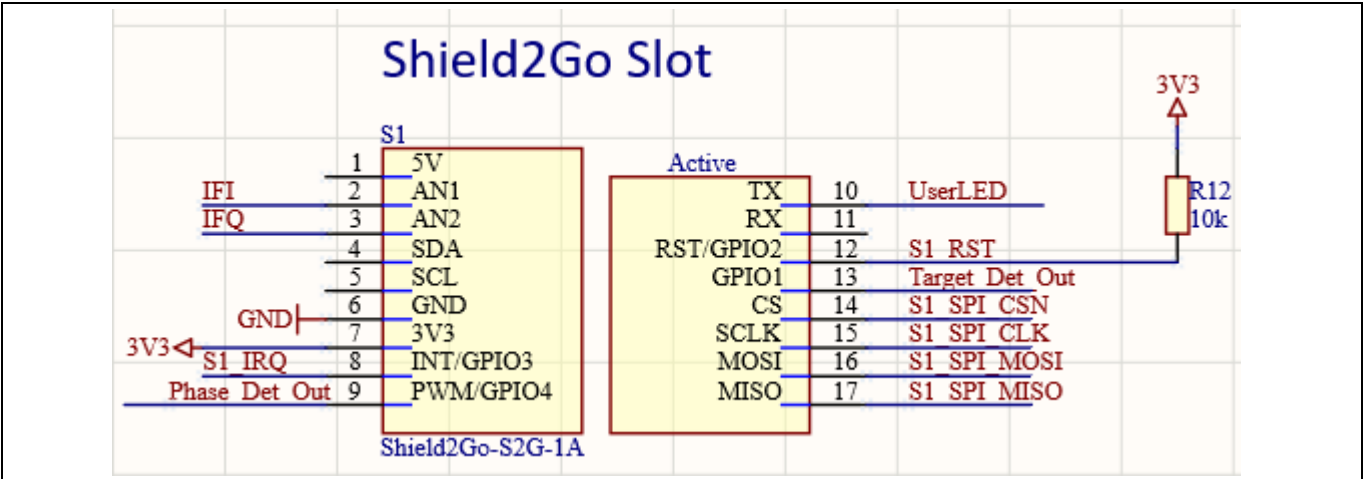 Shield2Go Slot
3V3
S1
Active
1 5V
IFI 2 AN1
IFQ 3 AN2
4 SDA
5 SCL
GND 6 GND
3V3 7 3V3
S1_IRQ 8 INT/GPIO3
Phase_Det_Out 9 PWM/GPIO4
Shield2Go-S2G-1A
TX 10 UserLED
RX 11
RST/GPIO2 12 S1_RST
GPIO1 13 Target_Det_Out
CS 14 S1_SPI_CSN
SCLK 15 S1_SPI_CLK
MOSI 16 S1_SPI_MOSI
MISO 17 S1_SPI_MISO
R12
10k